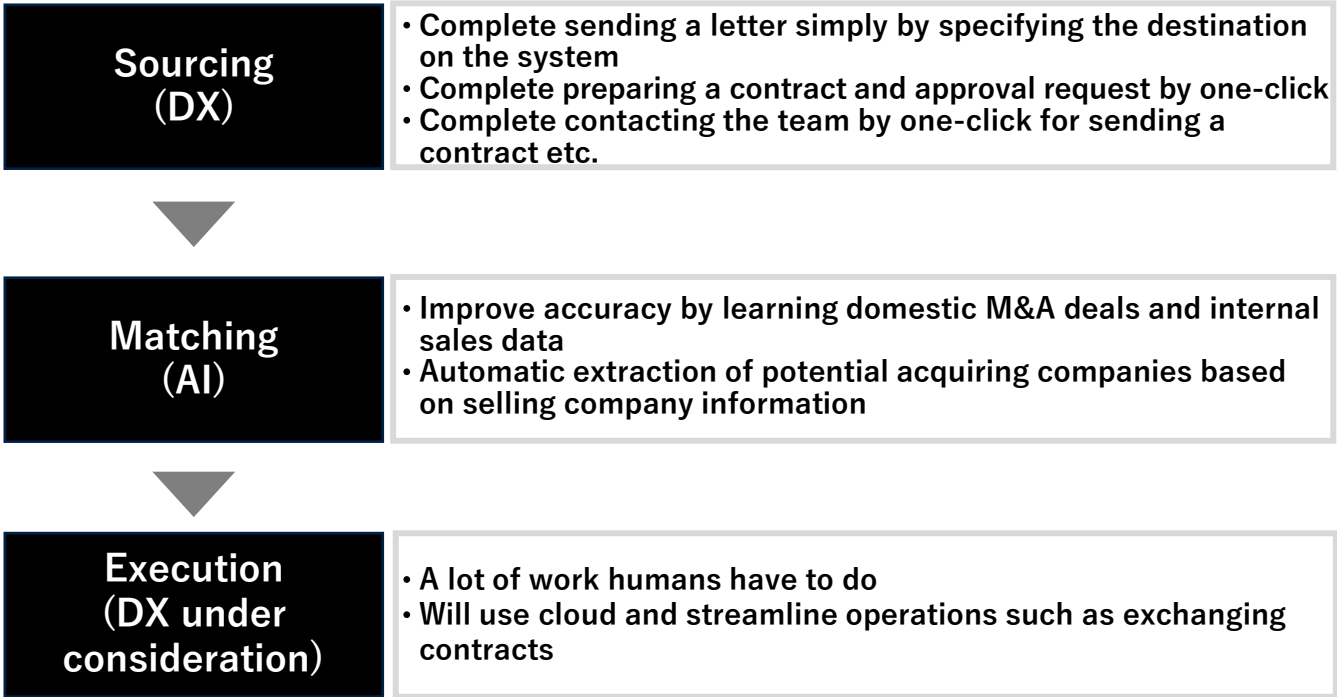 Sourcing
(DX)
・Complete sending a letter simply by specifying the destination
on the system
・Complete preparing a contract and approval request by one-click
・Complete contacting the team by one-click for sending a
contract etc.
Matching
(AI)
・Improve accuracy by learning domestic M&A deals and internal
sales data
・Automatic extraction of potential acquiring companies based
on selling company information
Execution
(DX under
consideration)
・A lot of work humans have to do
・Will use cloud and streamline operations such as exchanging
contracts